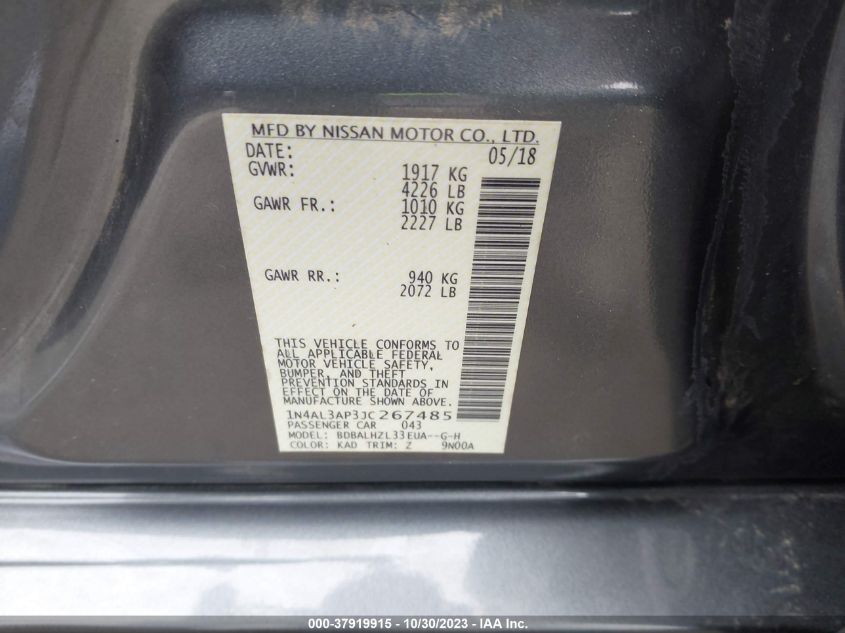 MFD BY NISSAN MOTOR CO., LTD.
DATE: 05/18
GVWR: 1917 KG
4226 LB
GAWR FR.: 1010 KG
2227 LB
GAWR RR.: 940 KG
2072 LB
THIS VEHICLE CONFORMS TO
ALL APPLICABLE FEDERAL
MOTOR VEHICLE SAFETY,
BUMPER, AND THEFT
PREVENTION STANDARDS IN
EFFECT ON THE DATE OF
MANUFACTURE SHOWN ABOVE.
1N4AL3AP3JC267485
PASSENGER CAR 043
MODEL: BDBALHZL33EUA--G-H
COLOR: KAD TRIM: Z 9N00A
000-37919915 - 10/30/2023 - IAA Inc.